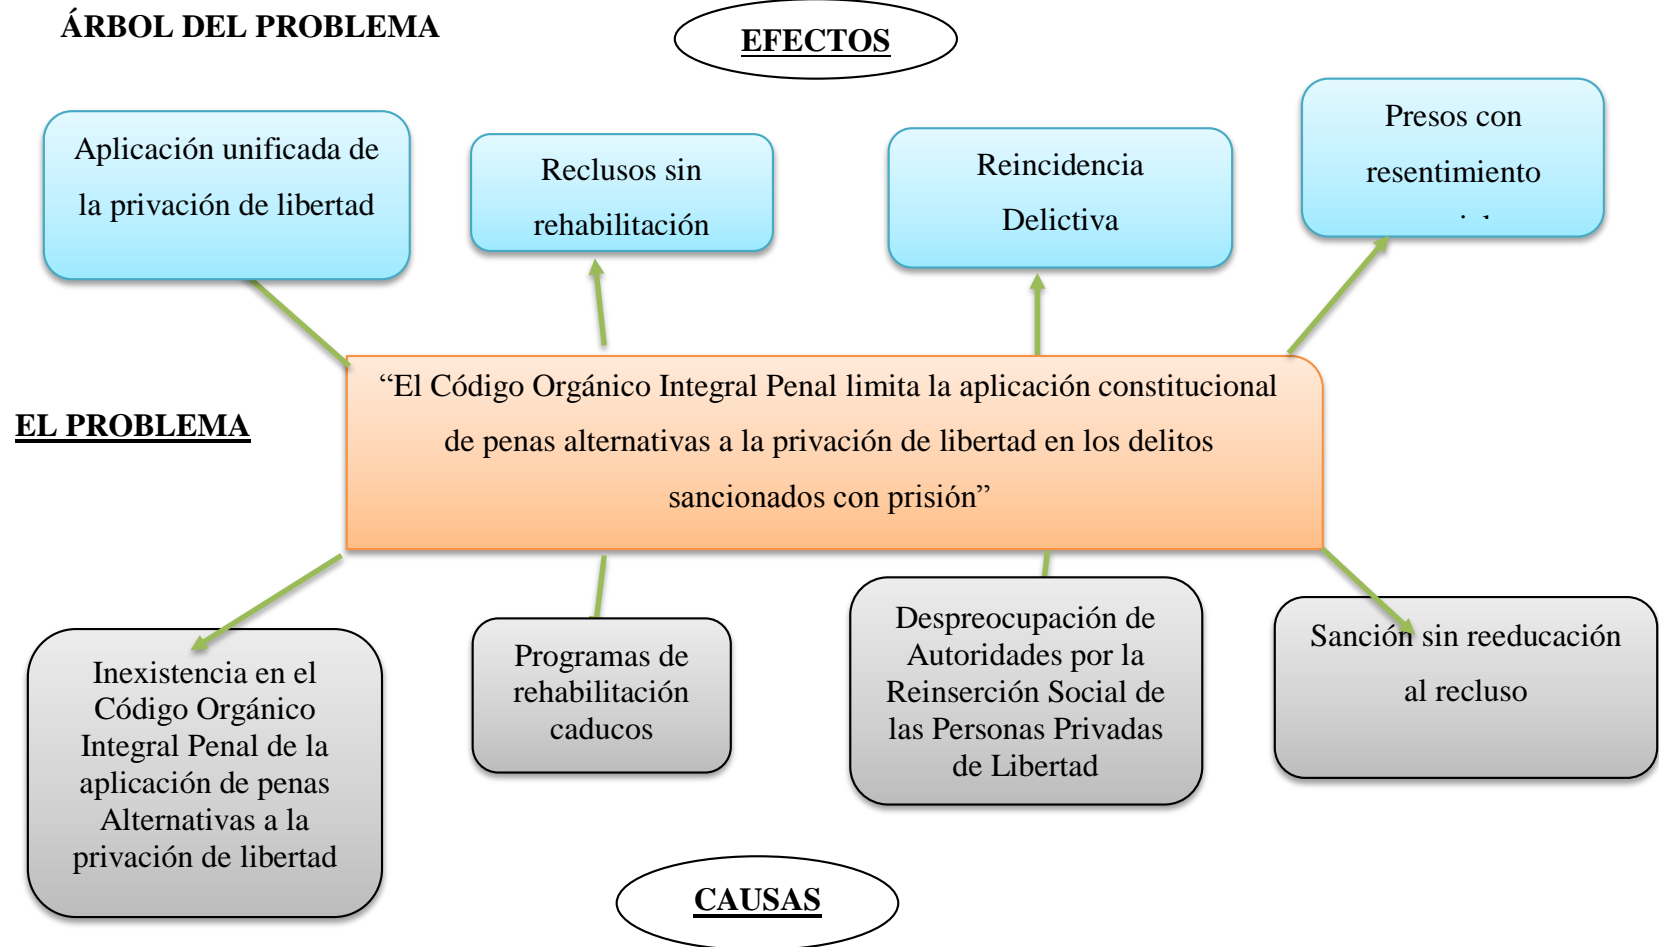 ÁRBOL DEL PROBLEMA
EFECTOS
Aplicación unificada de
la privación de libertad
Reclusos sin
rehabilitación
Reincidencia
Delictiva
Presos con
resentimiento
EL PROBLEMA
“El Código Orgánico Integral Penal limita la aplicación constitucional
de penas alternativas a la privación de libertad en los delitos
sancionados con prisión”
Inexistencia en el
Código Orgánico
Integral Penal de la
aplicación de penas
Alternativas a la
privación de libertad
Programas de
rehabilitación
caducos
Despreocupación de
Autoridades por la
Reinserción Social de
las Personas Privadas
de Libertad
Sanción sin reeducación
al recluso
CAUSAS